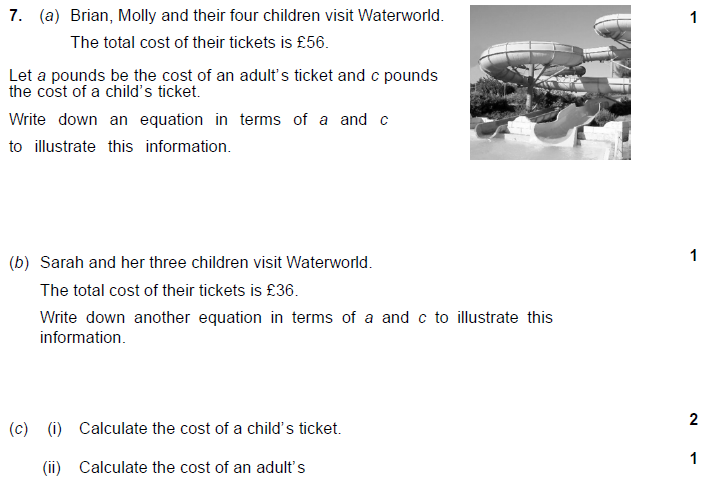 7. (a) Brian, Molly and their four children visit Waterworld. 1
The total cost of their tickets is £56.
Let a pounds be the cost of an adult's ticket and c pounds
the cost of a child's ticket.
Write down an equation in terms of a and c
to illustrate this information.
(b) Sarah and her three children visit Waterworld. 1
The total cost of their tickets is £36.
Write down another equation in terms of a and c to illustrate this
information.
(c) (i) Calculate the cost of a child's ticket. 2
(ii) Calculate the cost of an adult's 1